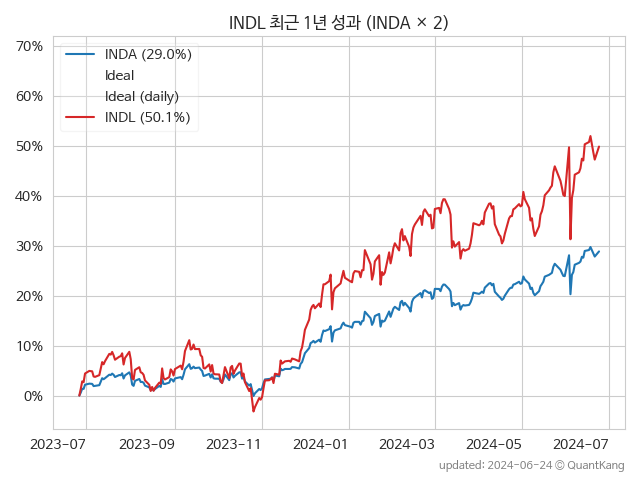 INDL 최근 1년 성과 (INDA × 2)
70%
60%
50%
40%
30%
20%
10%
0%
INDA (29.0%)
Ideal
Ideal (daily)
INDL (50.1%)
2023-07 2023-09 2023-11 2024-01 2024-03 2024-05 2024-07
updated: 2024-06-24 © QuantKang